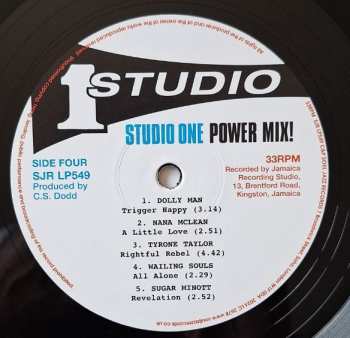 1 STUDIO
STUDIO ONE POWER MIX!
SIDE FOUR
SJR LP549
Produced by
C.S. Dodd
33RPM
Recorded by Jamaica
Recording Studio,
13, Brentford Road,
Kingston, Jamaica
1. DOLLY MAN
Trigger Happy (3.14)
2. NANA MCLEAN
A Little Love (2.51)
3. TYRONE TAYLOR
Rightful Rebel (4.42)
4. WAILING SOULS
All Alone (2.29)
5. SUGAR MINOTT
Revelation (2.52)